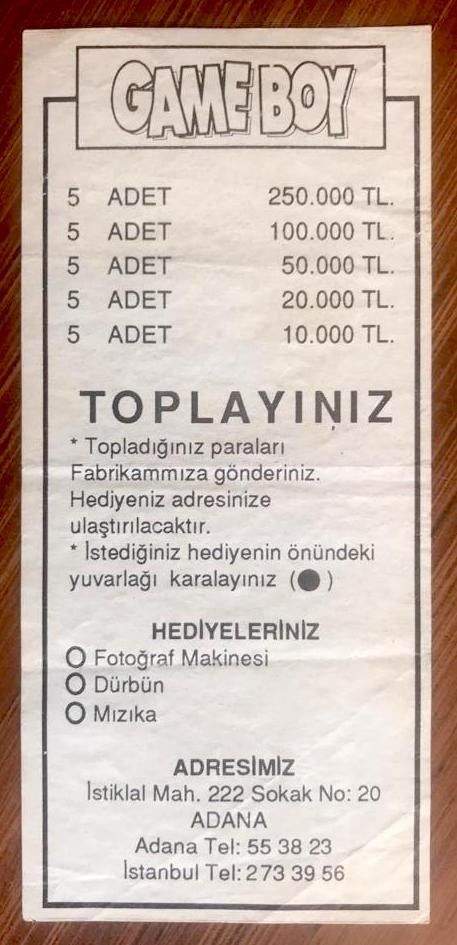 GAME BOY
5 ADET 250.000 TL.
5 ADET 100.000 TL.
5 ADET 50.000 TL.
5 ADET 20.000 TL.
5 ADET 10.000 TL.
TOPLAYINIZ
* Topladığınız paraları
Fabrikammıza gönderiniz.
Hediyeniz adresinize
ulaştırılacaktır.
* İstediğiniz hediyenin önündeki
yuvarlağı karalayınız (●)
HEDİYELERİNİZ
O Fotoğraf Makinesi
O Dürbün
O Mızıka
ADRESİMİZ
İstiklal Mah. 222 Sokak No: 20
ADANA
Adana Tel: 55 38 23
İstanbul Tel: 273 39 56